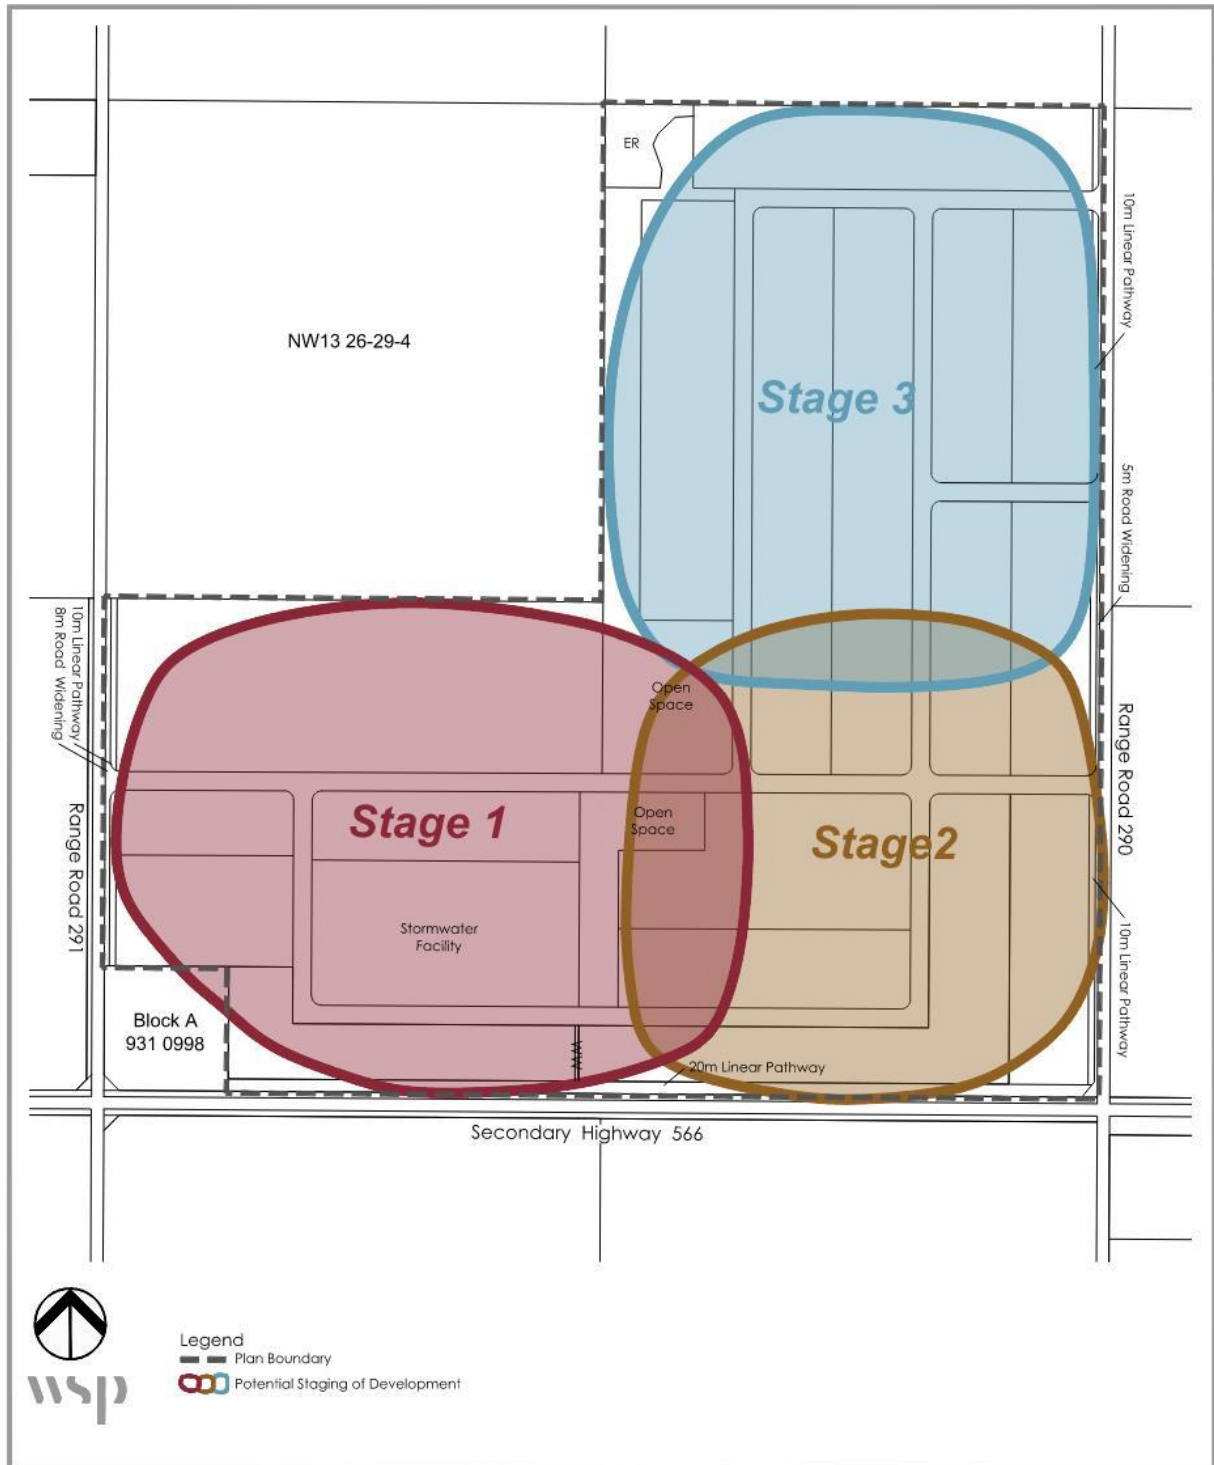 ER
10m Linear Pathway
NW13 26-29-4
Stage 3
5m Road Widening
10m Linear Pathway
8m Road Widening
Open
Space
Range Road 290
Range Road 291
Stage 1
Open
Space
Stage2
Stormwater
Facility
10m Linear Pathway
Block A
931 0998
WW
20m Linear Pathway
Secondary Highway 566
Legend
Plan Boundary
Potential Staging of Development
wsp